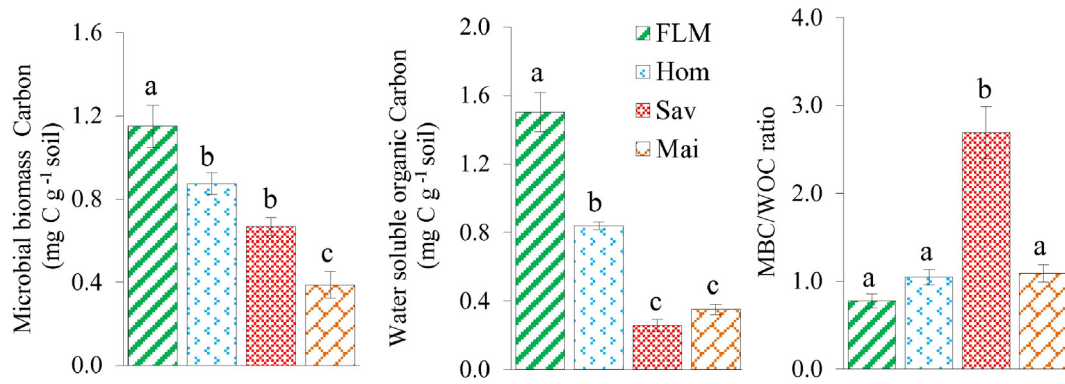 Microbial biomass Carbon
(mg C g⁻¹ soil)
1.6
1.2
0.8
0.4
0.0
a
b
b
c
Water soluble organic Carbon
(mg C g⁻¹ soil)
2.0
1.6
1.2
0.8
0.4
0.0
a
b
c
c
FLM
Hom
Sav
Mai
MBC/WOC ratio
4.0
3.0
2.0
1.0
0.0
a
a
b
a